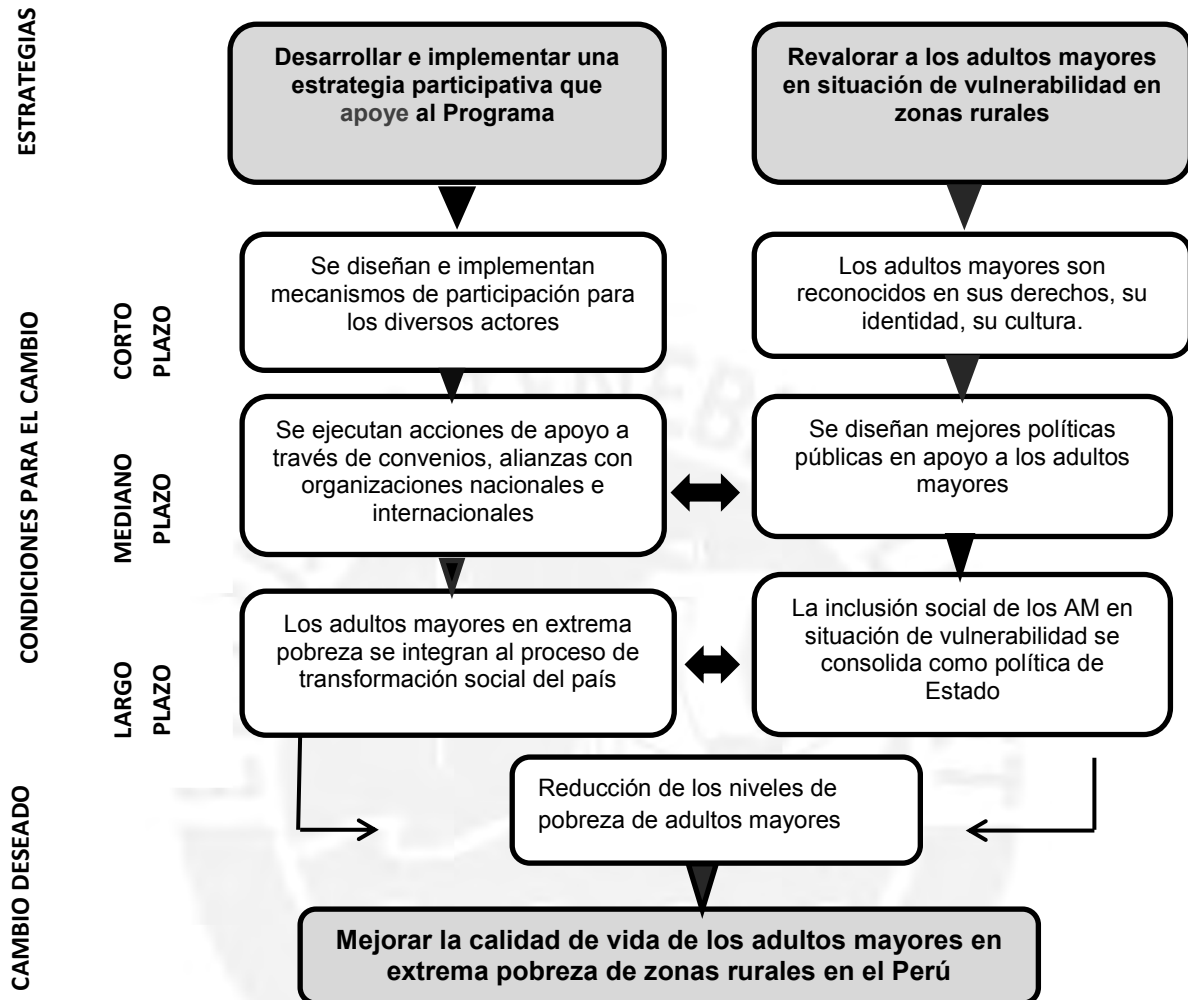 ESTRATEGIAS
Desarrollar e implementar una
estrategia participativa que
apoye al Programa
Revalorar a los adultos mayores
en situación de vulnerabilidad en
zonas rurales
CONDICIONES PARA EL CAMBIO
CORTO
PLAZO
Se diseñan e implementan
mecanismos de participación para
los diversos actores
Los adultos mayores son
reconocidos en sus derechos, su
identidad, su cultura.
MEDIANO
PLAZO
Se ejecutan acciones de apoyo a
través de convenios, alianzas con
organizaciones nacionales e
internacionales
Se diseñan mejores políticas
públicas en apoyo a los adultos
mayores
LARGO
PLAZO
Los adultos mayores en extrema
pobreza se integran al proceso de
transformación social del país
La inclusión social de los AM en
situación de vulnerabilidad se
consolida como política de
Estado
CAMBIO DESEADO
Reducción de los niveles de
pobreza de adultos mayores
Mejorar la calidad de vida de los adultos mayores en
extrema pobreza de zonas rurales en el Perú